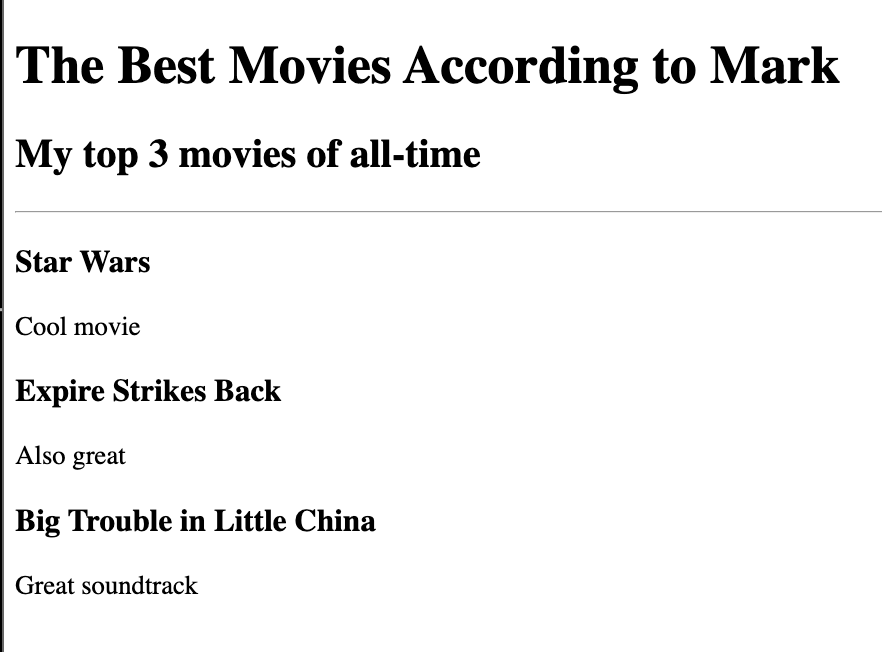 The Best Movies According to Mark
My top 3 movies of all-time
Star Wars
Cool movie
Expire Strikes Back
Also great
Big Trouble in Little China
Great soundtrack